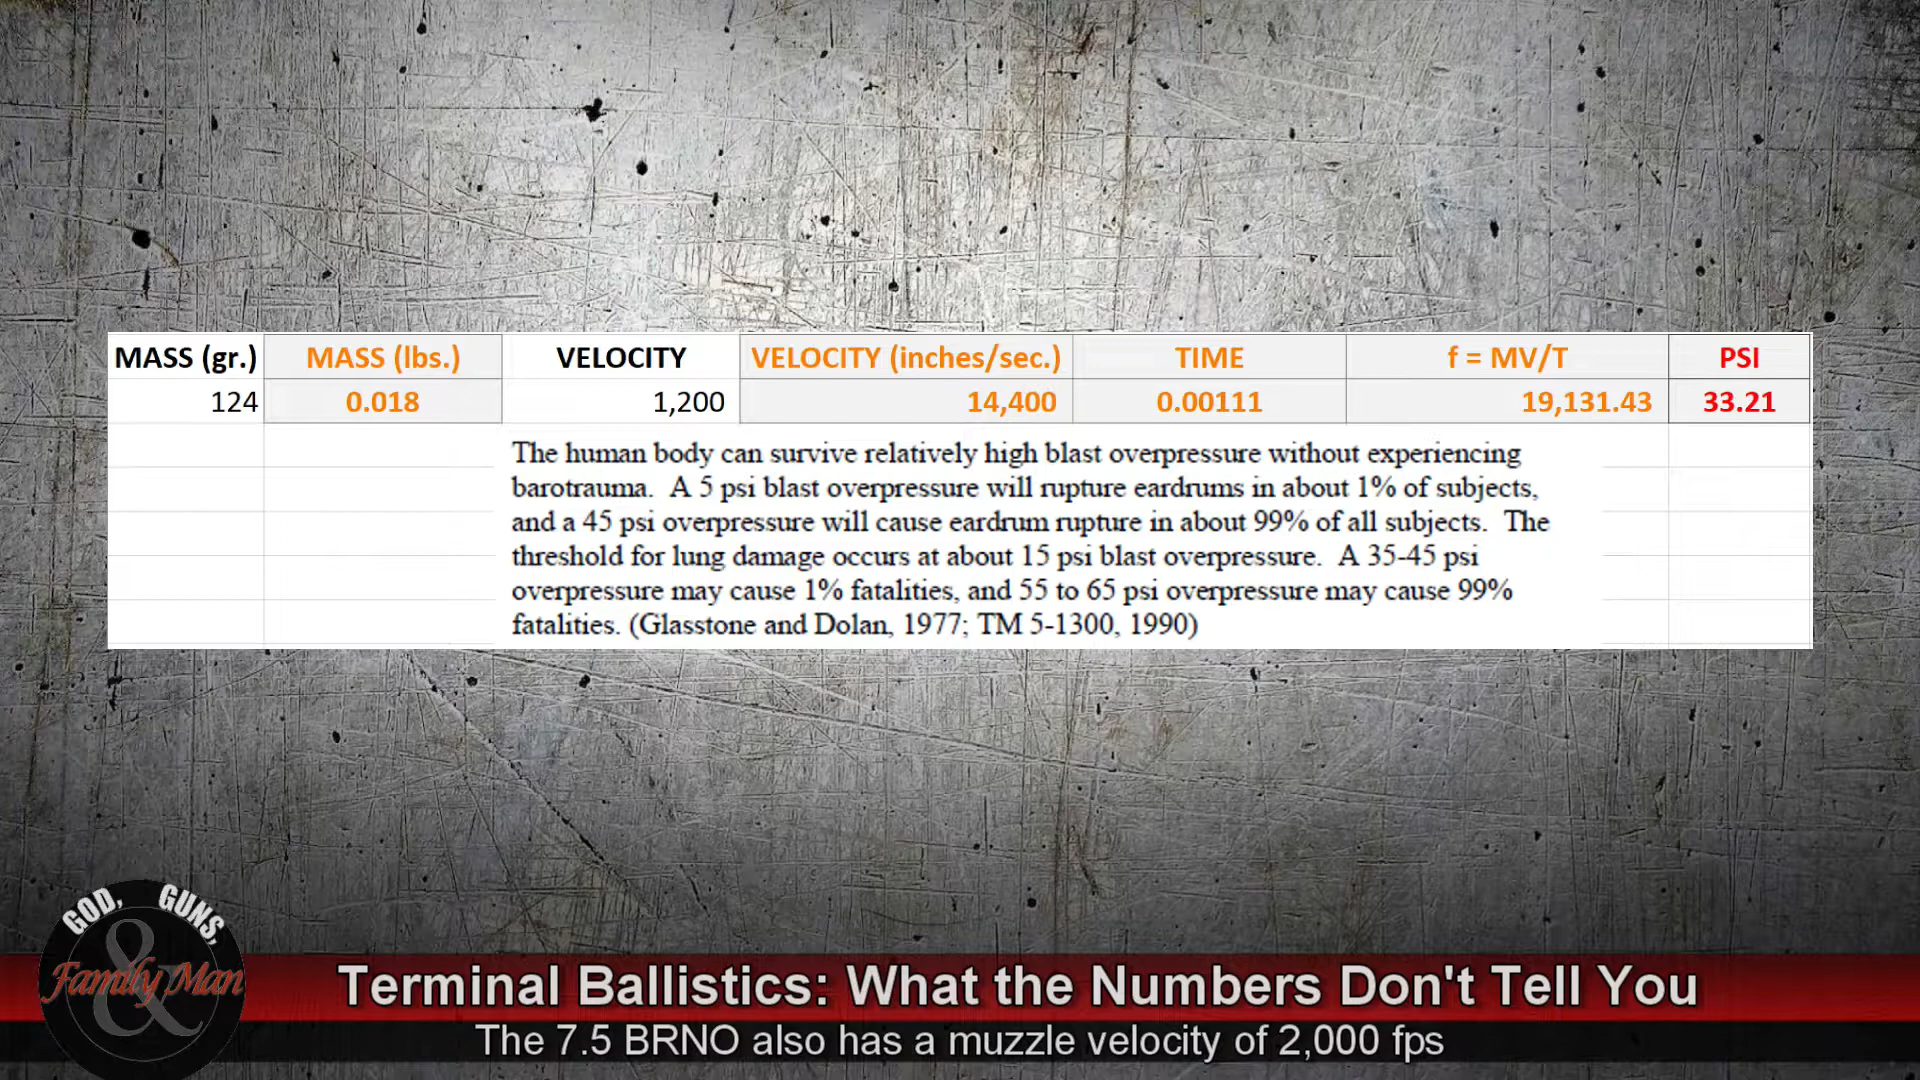 MASS (gr.) MASS (lbs.) VELOCITY VELOCITY (inches/sec.) TIME f = MV/T PSI
124 0.018 1,200 14,400 0.00111 19,131.43 33.21
The human body can survive relatively high blast overpressure without experiencing
barotrauma. A 5 psi blast overpressure will rupture eardrums in about 1% of subjects,
and a 45 psi overpressure will cause eardrum rupture in about 99% of all subjects. The
threshold for lung damage occurs at about 15 psi blast overpressure. A 35-45 psi
overpressure may cause 1% fatalities, and 55 to 65 psi overpressure may cause 99%
fatalities. (Glasstone and Dolan, 1977; TM 5-1300, 1990)
GOD, GUNS,
&
Family Man
Terminal Ballistics: What the Numbers Don't Tell You
The 7.5 BRNO also has a muzzle velocity of 2,000 fps